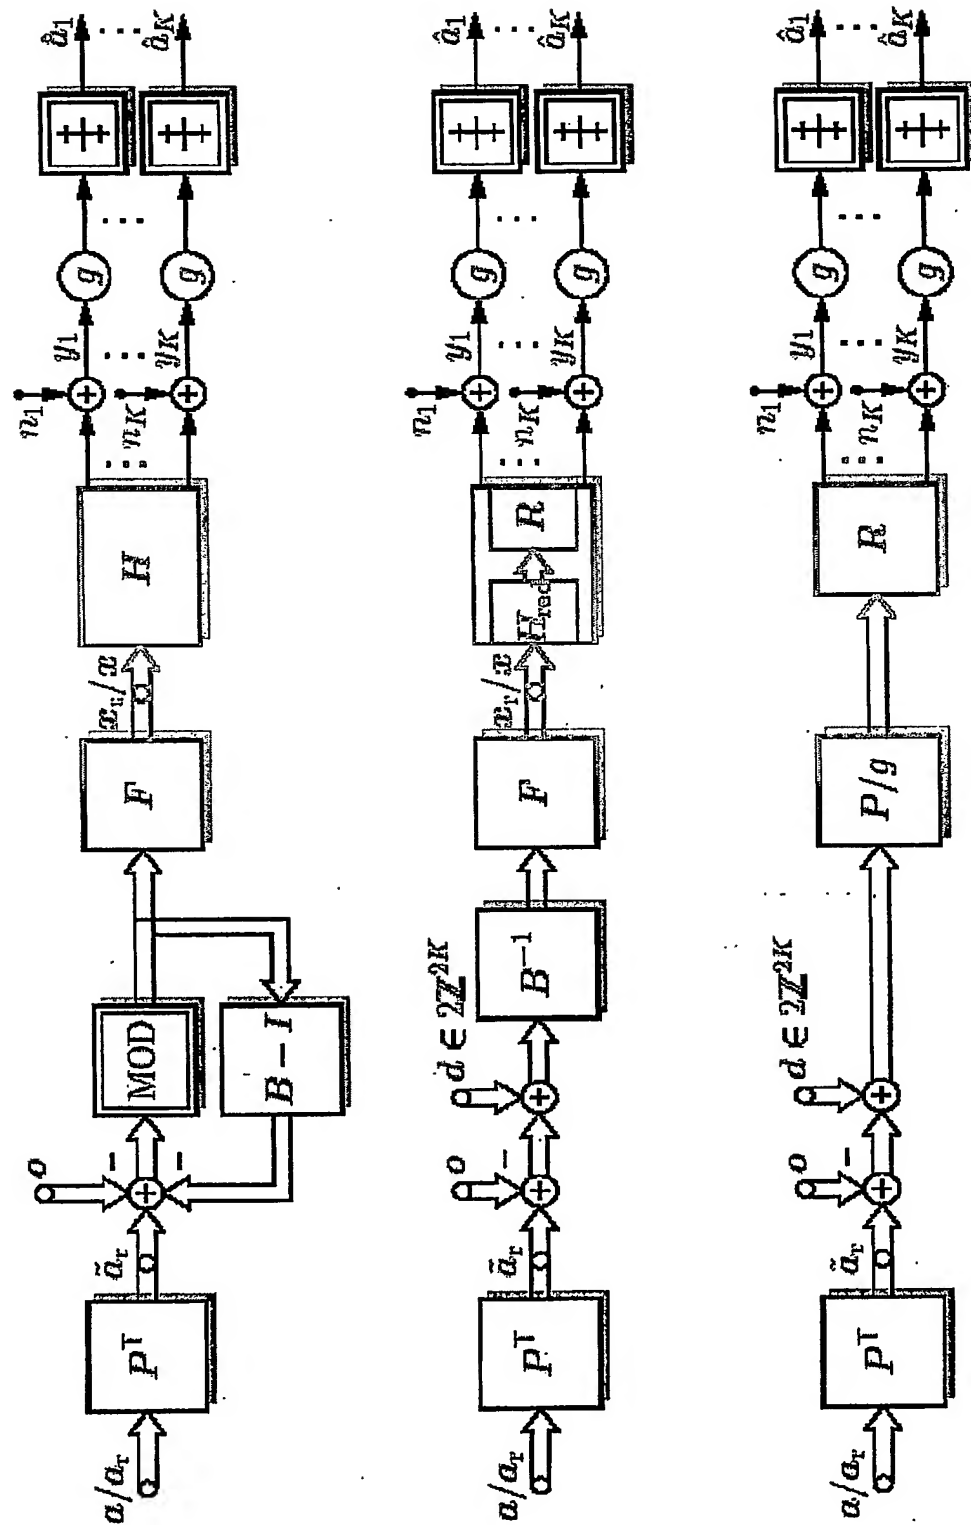 a/a_r P^T ã_r o − − MOD B − I F x_r/x H n_1 ... n_K y_1 ... y_K g ... g ... â_1 ... â_K
a/a_r P^T ã_r o − d ∈ 2ℤ^{2K} B^{−1} F x_r/x H_red R n_1 ... n_K y_1 ... y_K g ... g ... â_1 ... â_K
a/a_r P^T ã_r o − d ∈ 2ℤ^{2K} P/g R n_1 ... n_K y_1 ... y_K g ... g ... â_1 ... â_K